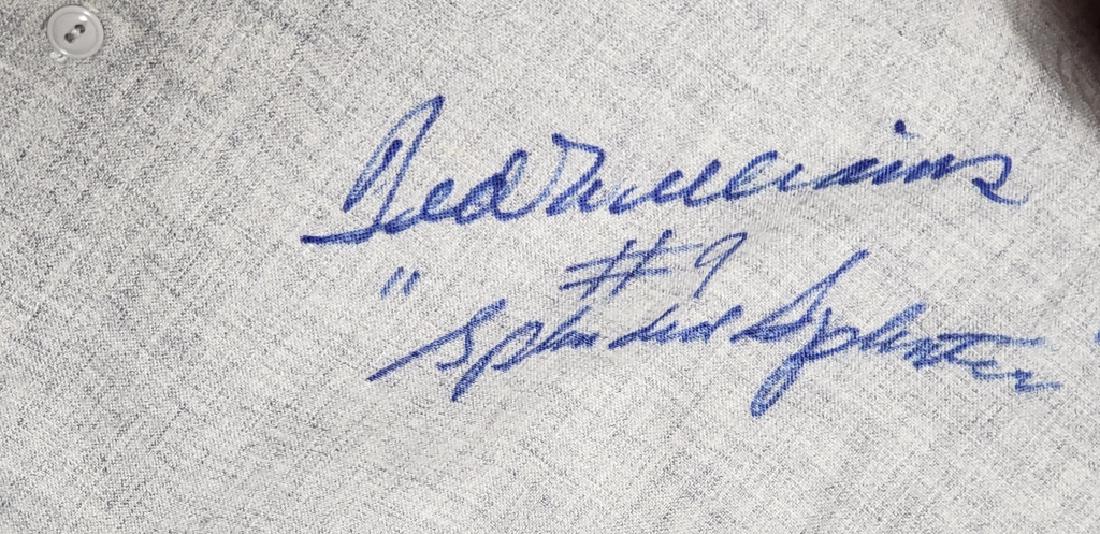 Ted Williams
#9
"Splendid Splinter"